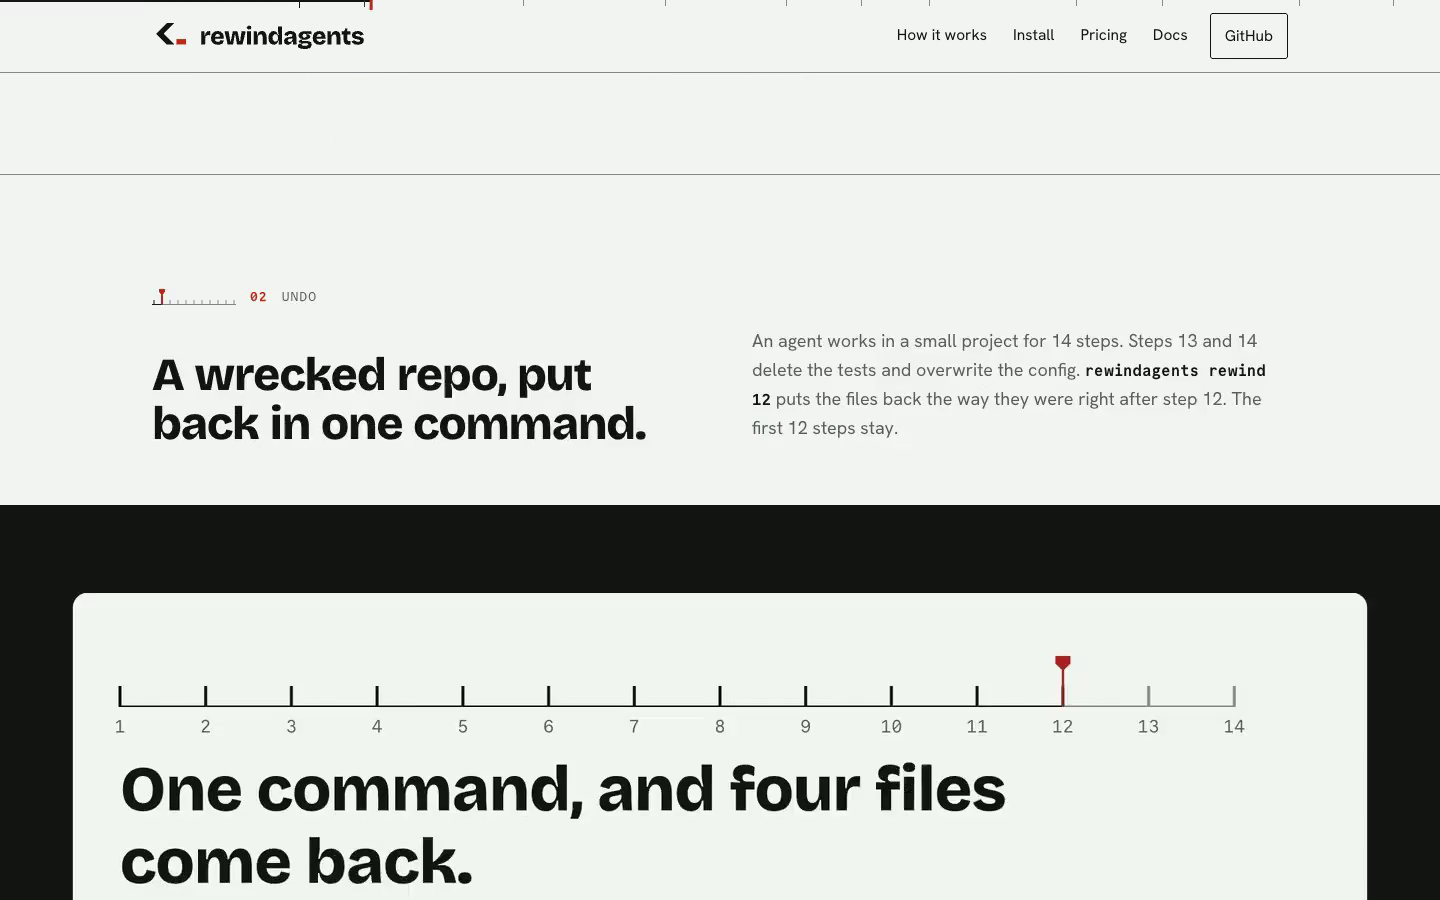 rewindagents
How it works
Install
Pricing
Docs
GitHub
02 UNDO
A wrecked repo, put
back in one command.
An agent works in a small project for 14 steps. Steps 13 and 14
delete the tests and overwrite the config. rewindagents rewind
12 puts the files back the way they were right after step 12. The
first 12 steps stay.
1 2 3 4 5 6 7 8 9 10 11 12 13 14
One command, and four files
come back.